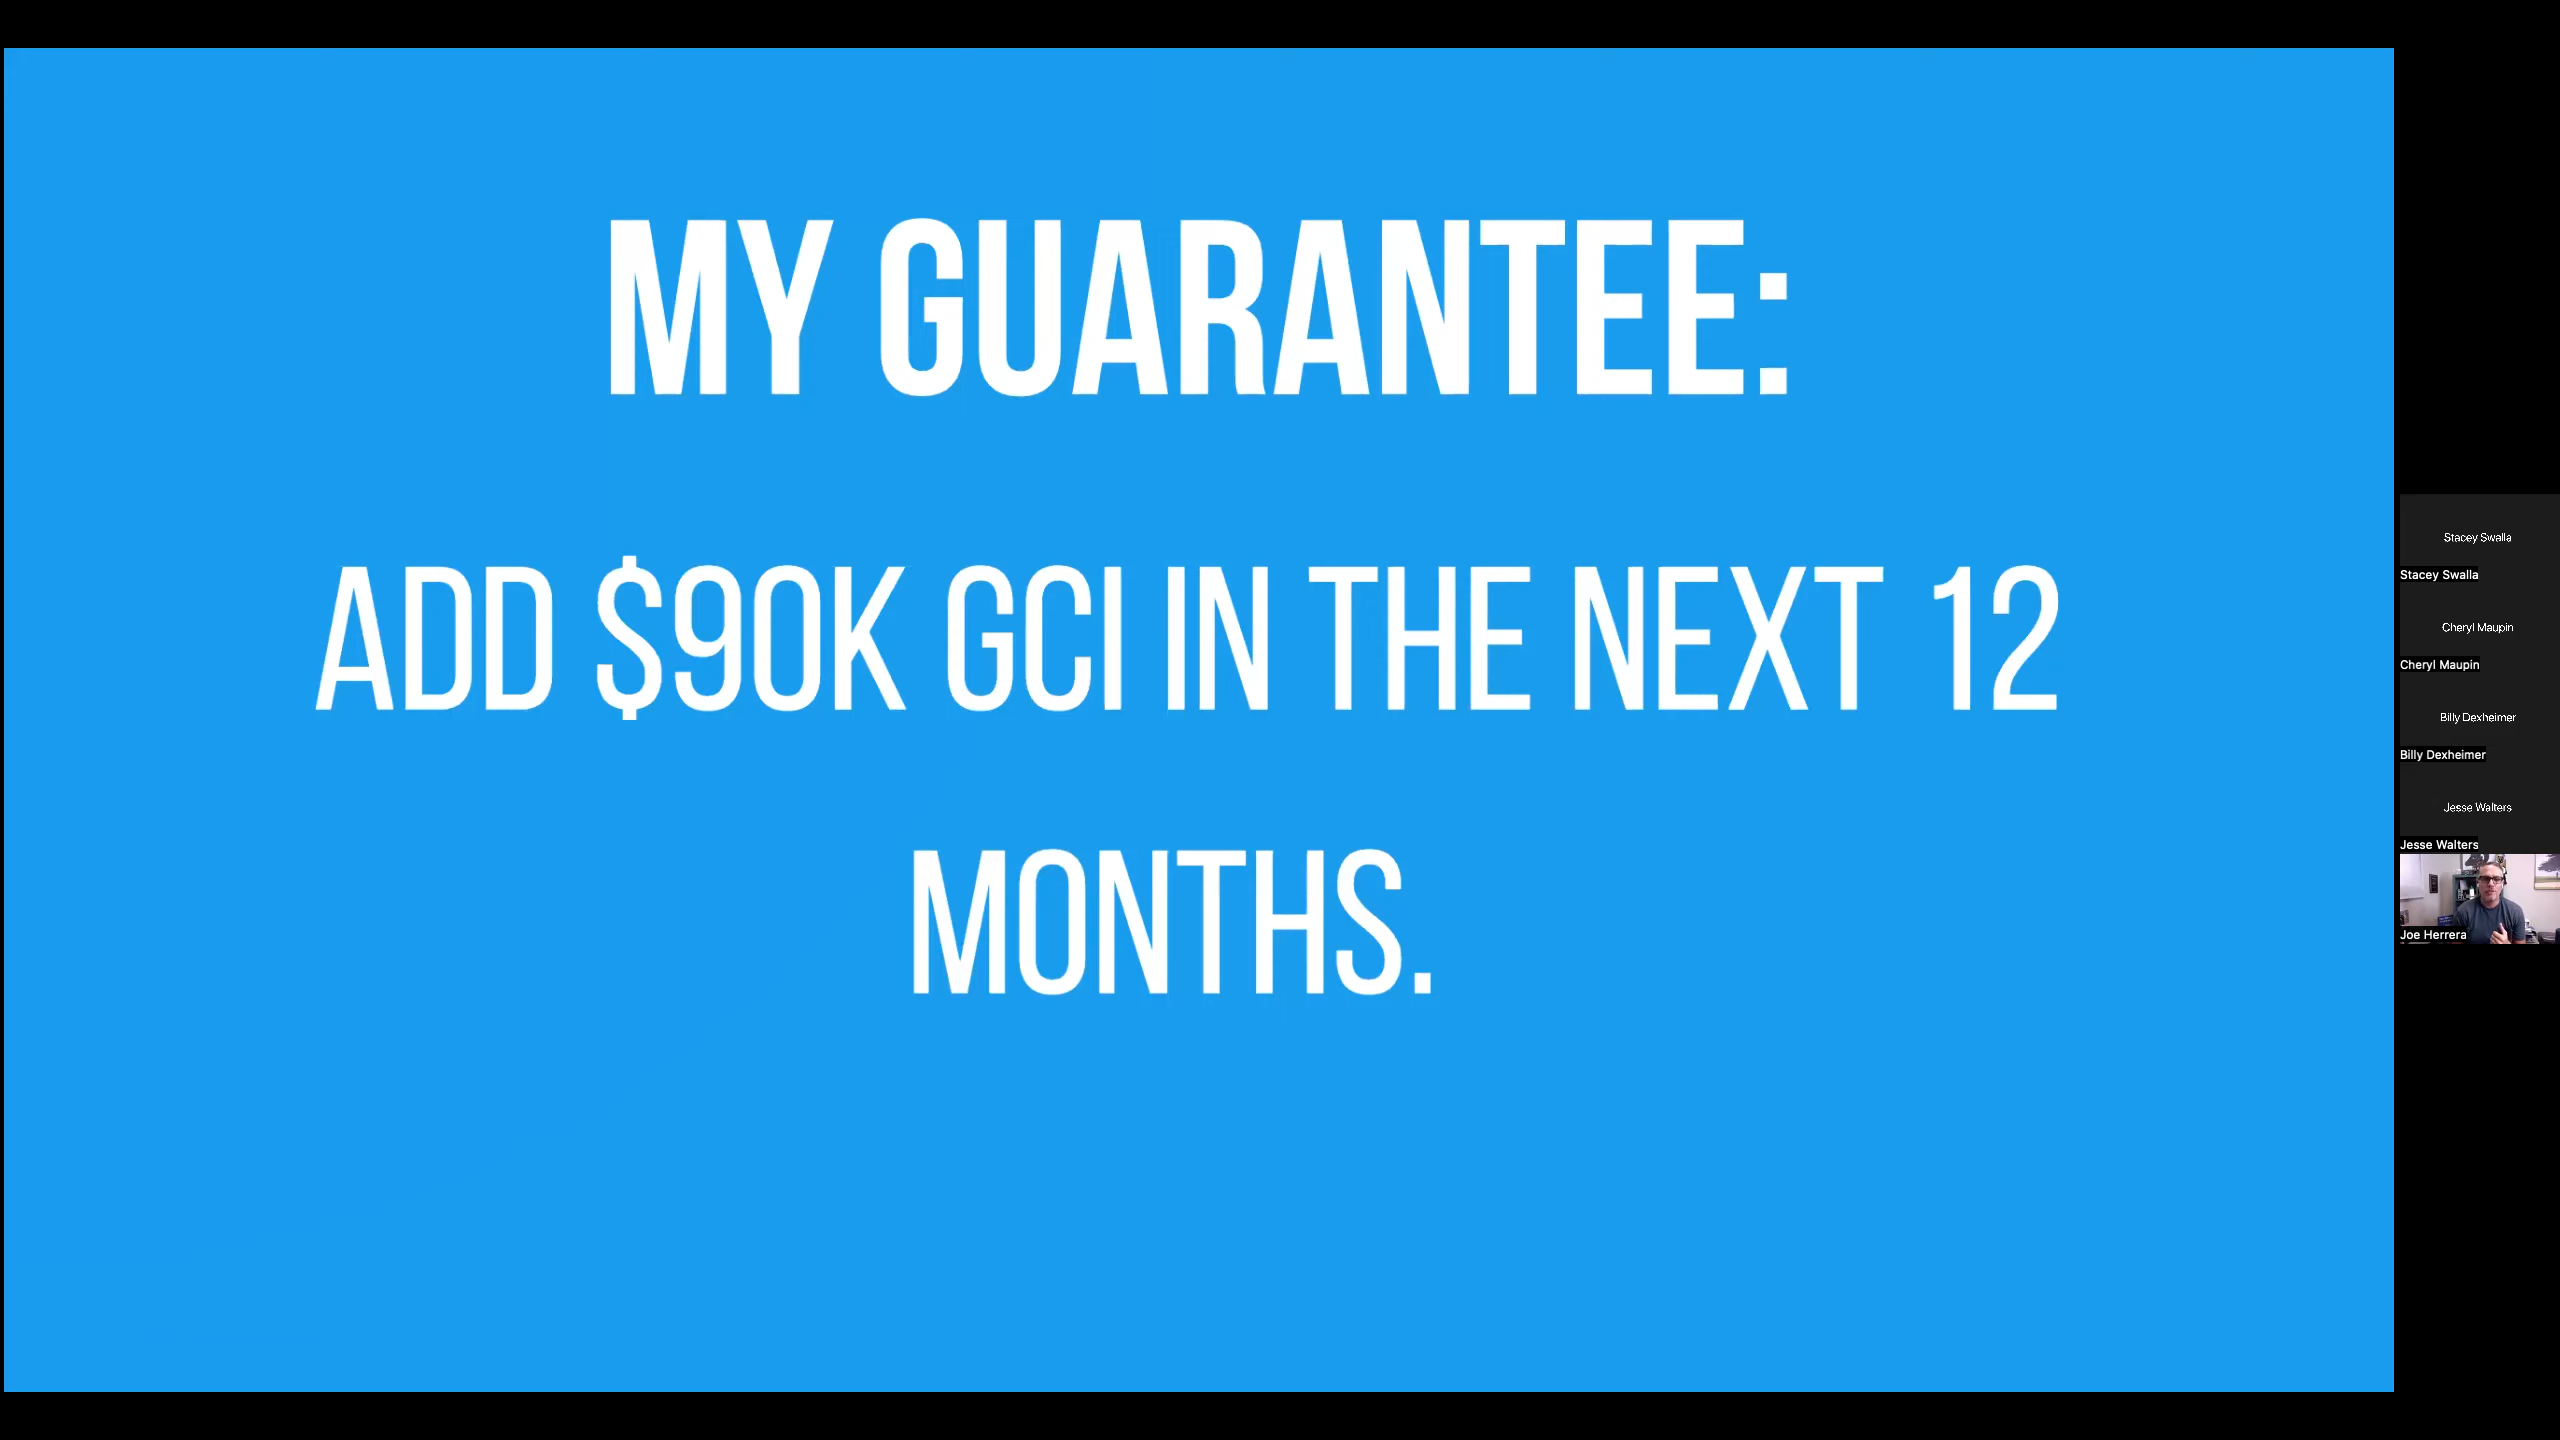 MY GUARANTEE:
ADD $90K GCI IN THE NEXT 12
MONTHS.
Stacey Swalla
Stacey Swalla
Cheryl Maupin
Cheryl Maupin
Billy Dexheimer
Billy Dexheimer
Jesse Walters
Jesse Walters
Joe Herrera